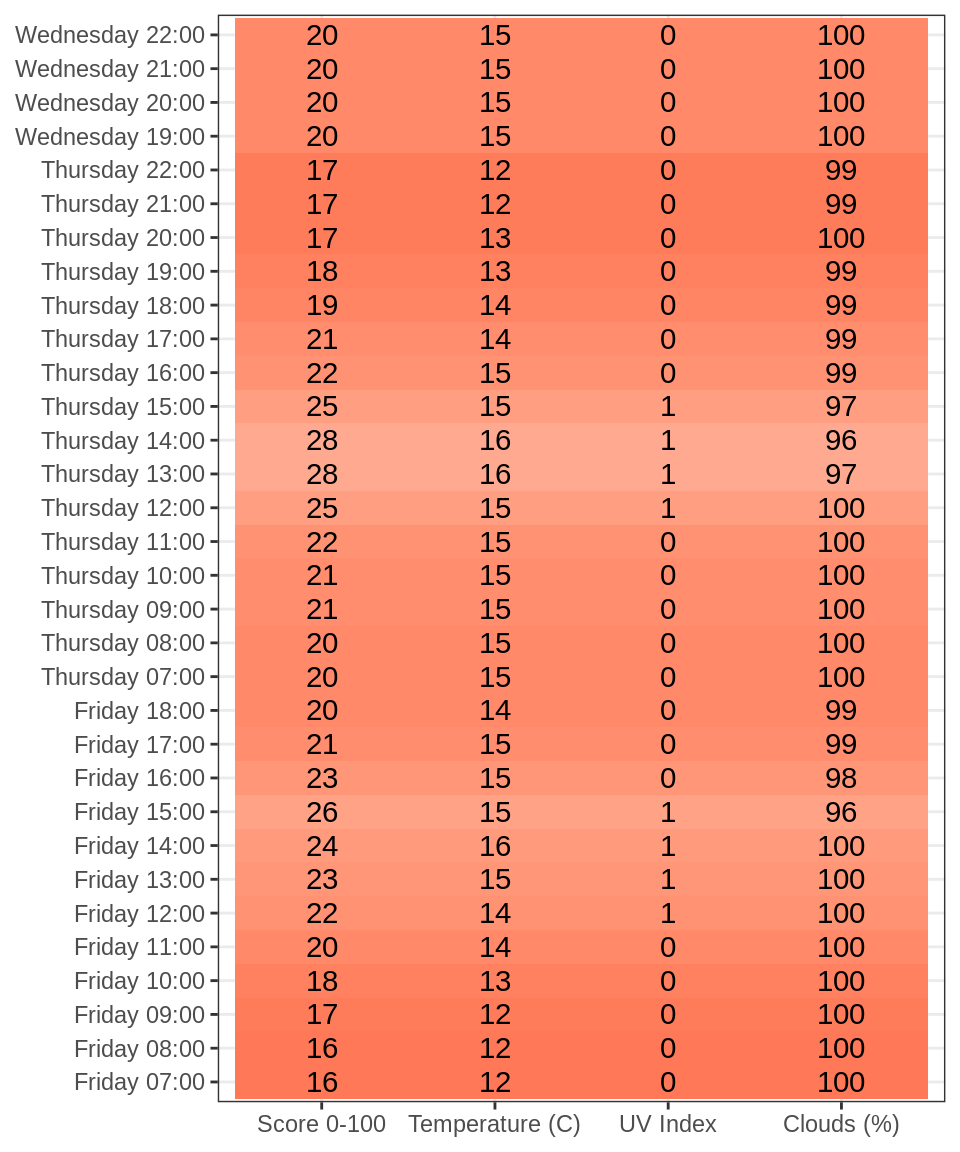 Wednesday 22:00 20 15 0 100
Wednesday 21:00 20 15 0 100
Wednesday 20:00 20 15 0 100
Wednesday 19:00 20 15 0 100
Thursday 22:00 17 12 0 99
Thursday 21:00 17 12 0 99
Thursday 20:00 17 13 0 100
Thursday 19:00 18 13 0 99
Thursday 18:00 19 14 0 99
Thursday 17:00 21 14 0 99
Thursday 16:00 22 15 0 99
Thursday 15:00 25 15 1 97
Thursday 14:00 28 16 1 96
Thursday 13:00 28 16 1 97
Thursday 12:00 25 15 1 100
Thursday 11:00 22 15 0 100
Thursday 10:00 21 15 0 100
Thursday 09:00 21 15 0 100
Thursday 08:00 20 15 0 100
Thursday 07:00 20 15 0 100
Friday 18:00 20 14 0 99
Friday 17:00 21 15 0 99
Friday 16:00 23 15 0 98
Friday 15:00 26 15 1 96
Friday 14:00 24 16 1 100
Friday 13:00 23 15 1 100
Friday 12:00 22 14 1 100
Friday 11:00 20 14 0 100
Friday 10:00 18 13 0 100
Friday 09:00 17 12 0 100
Friday 08:00 16 12 0 100
Friday 07:00 16 12 0 100
Score 0-100 Temperature (C) UV Index Clouds (%)